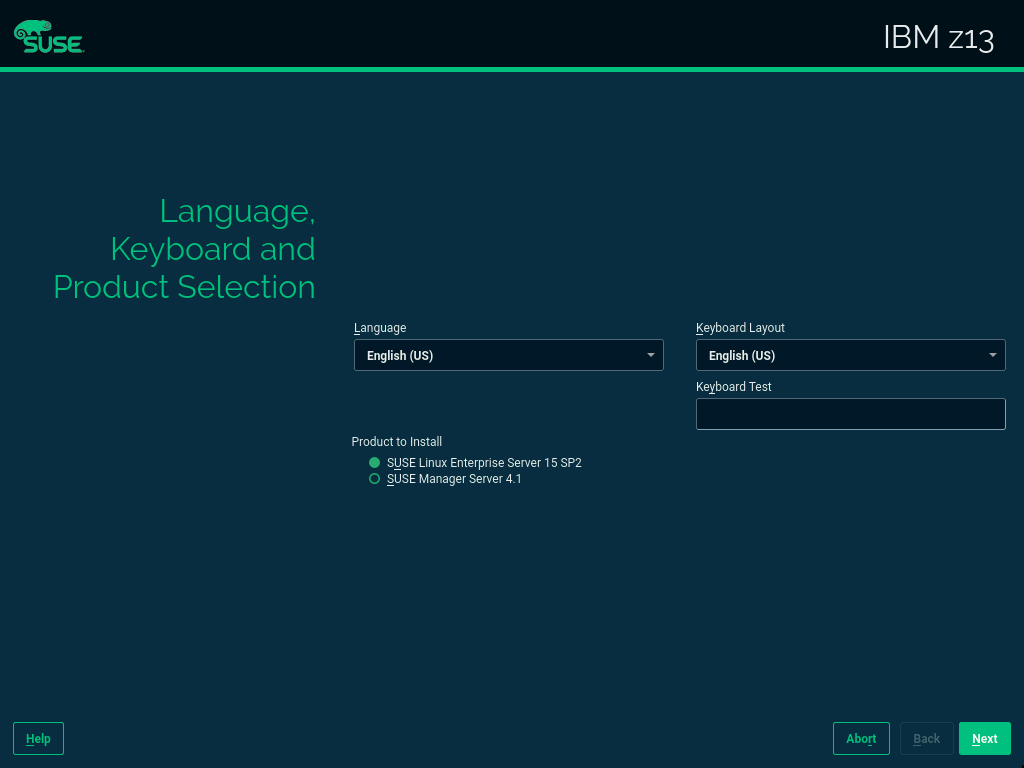 SUSE
IBM z13
Language,
Keyboard and
Product Selection
Language
Keyboard Layout
English (US)
English (US)
Keyboard Test
Product to Install
SUSE Linux Enterprise Server 15 SP2
SUSE Manager Server 4.1
Help
Abort
Back
Next